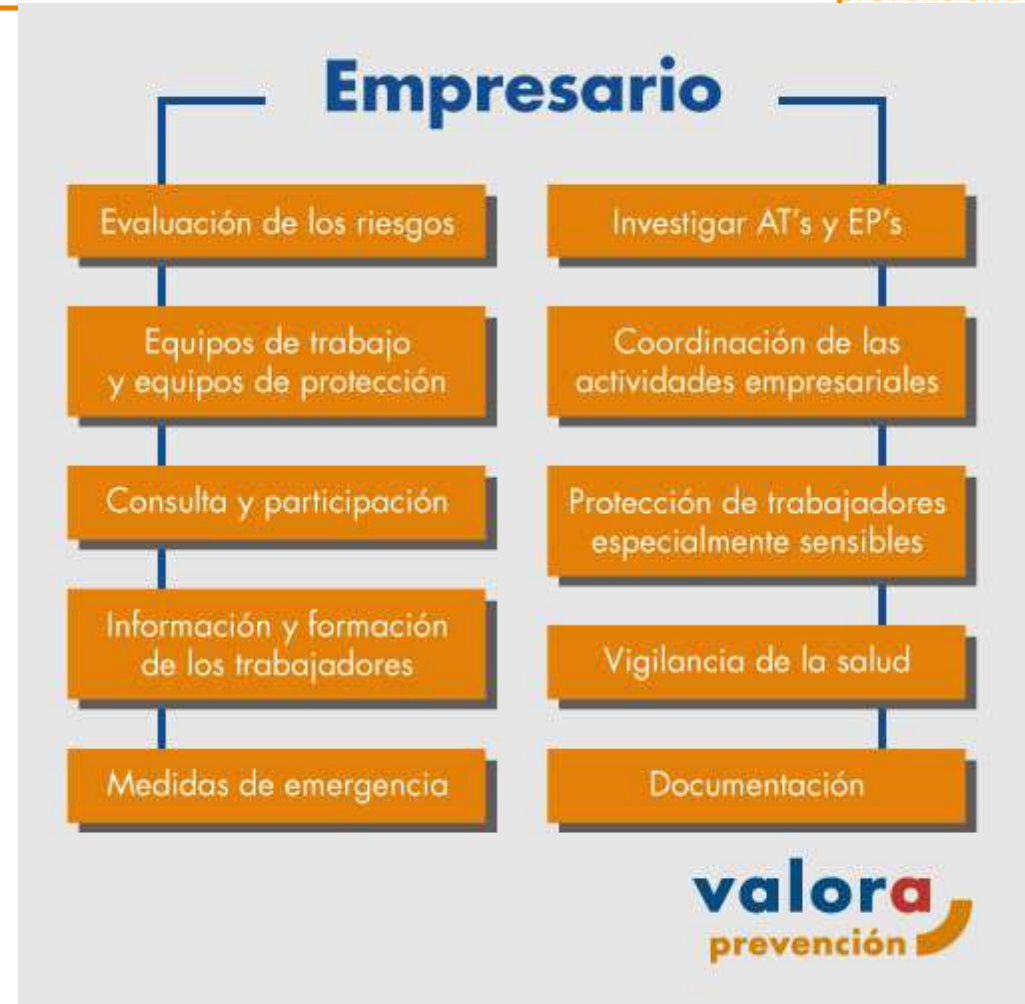 Empresario
Evaluación de los riesgos
Equipos de trabajo
y equipos de protección
Consulta y participación
Información y formación
de los trabajadores
Medidas de emergencia
Investigar AT's y EP's
Coordinación de las
actividades empresariales
Protección de trabajadores
especialmente sensibles
Vigilancia de la salud
Documentación
valora
prevención